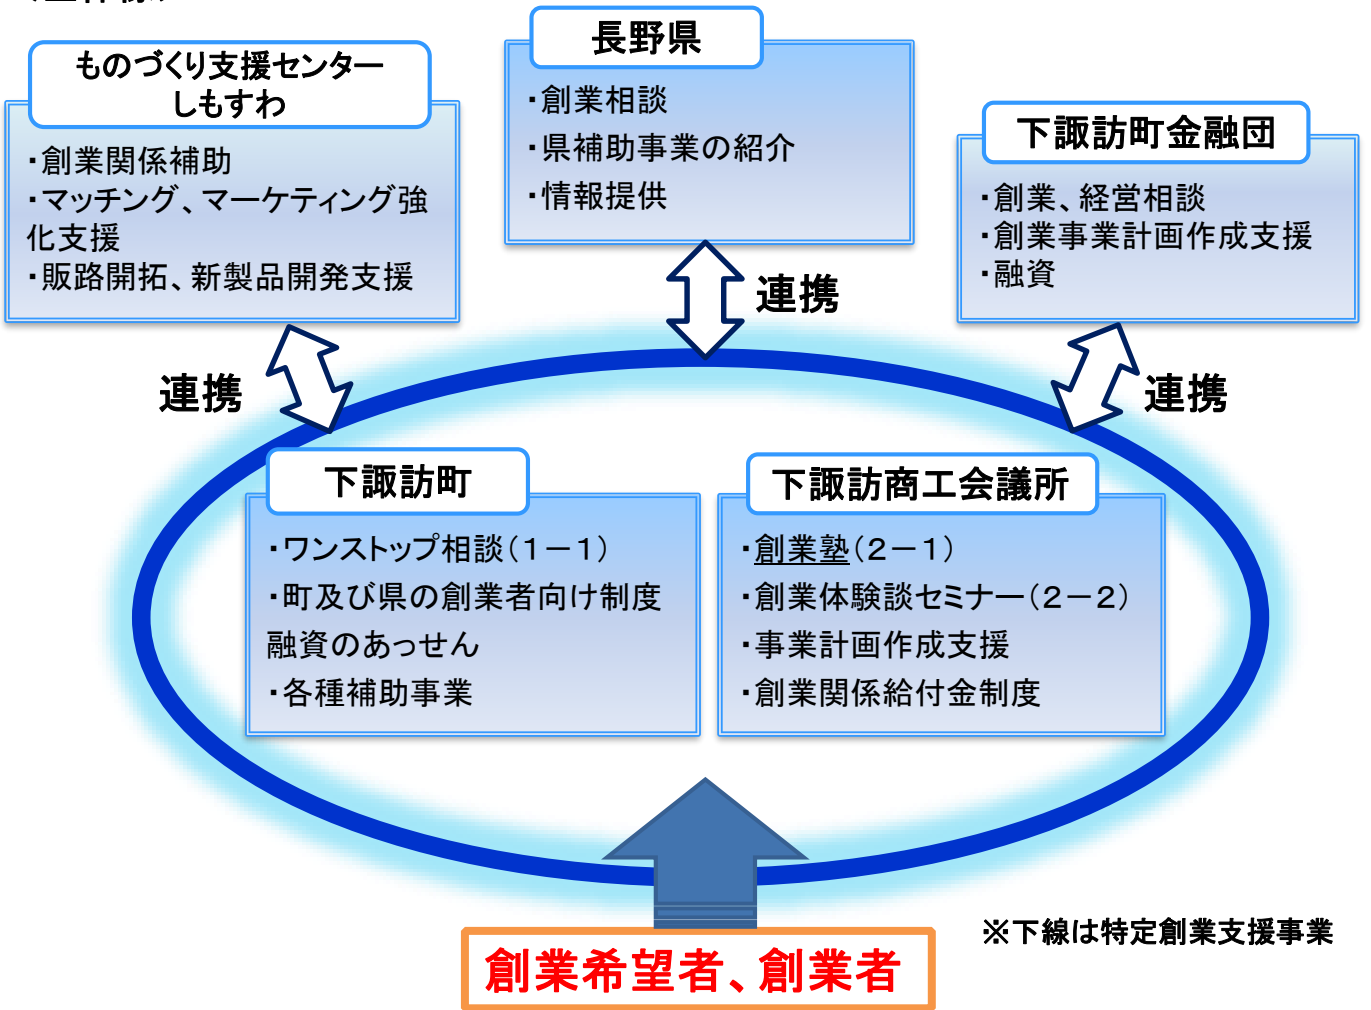 ものづくり支援センター
しもすわ
・創業関係補助
・マッチング、マーケティング強
化支援
・販路開拓、新製品開発支援
長野県
・創業相談
・県補助事業の紹介
・情報提供
下諏訪町金融団
・創業、経営相談
・創業事業計画作成支援
・融資
連携
連携
連携
下諏訪町
・ワンストップ相談（１－１）
・町及び県の創業者向け制度
融資のあっせん
・各種補助事業
下諏訪商工会議所
・創業塾（２－１）
・創業体験談セミナー（２－２）
・事業計画作成支援
・創業関係給付金制度
創業希望者、創業者
※下線は特定創業支援事業